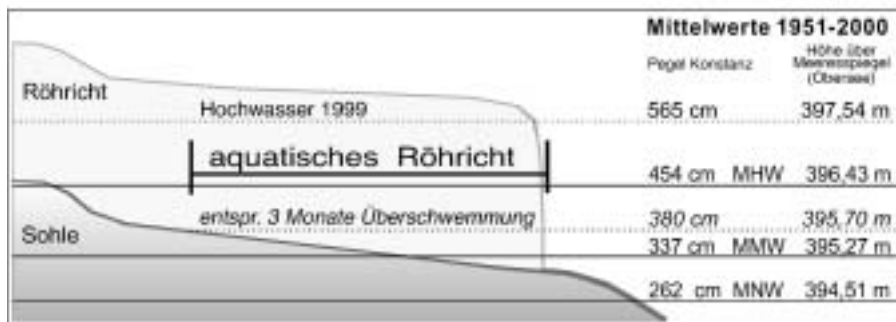 Mittelwerte 1951-2000
Pegel Konstanz
Höhe über
Meeresspiegel
(Obersee)
Röhricht
Hochwasser 1999 565 cm 397,54 m
aquatisches Röhricht
454 cm MHW 396,43 m
entspr. 3 Monate Überschwemmung 380 cm 395,70 m
Sohle
337 cm MMW 395,27 m
262 cm MNW 394,51 m